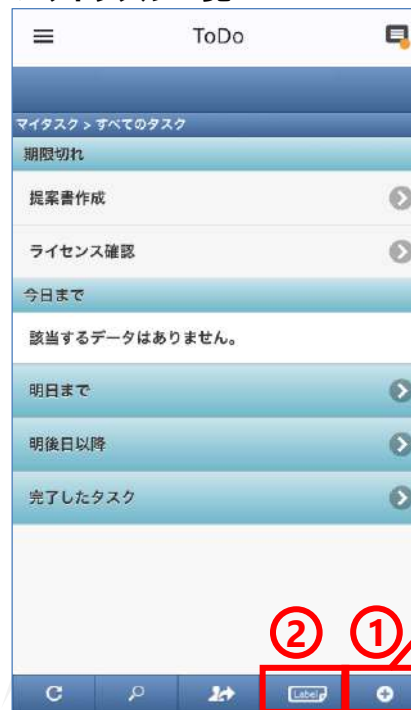 ToDo
マイタスク > すべてのタスク
期限切れ
提案書作成
ライセンス確認
今日まで
該当するデータはありません。
明日まで
明後日以降
完了したタスク
② ①
Label